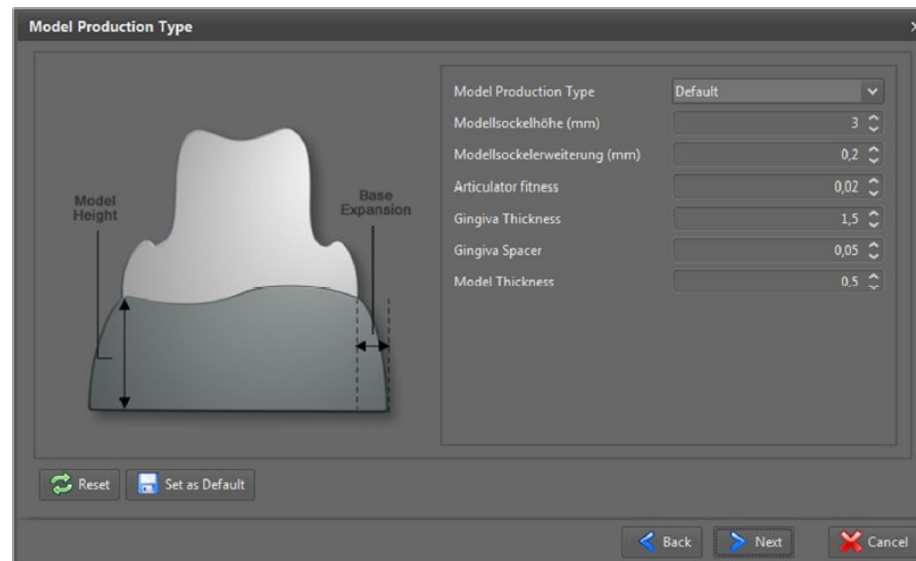 Model Production Type
Model Production Type Default
Modellsockelhöhe (mm) 3
Modellsockelerweiterung (mm) 0,2
Articulator fitness 0,02
Gingiva Thickness 1,5
Gingiva Spacer 0,05
Model Thickness 0,5
Model
Height
Base
Expansion
Reset Set as Default
Back Next Cancel